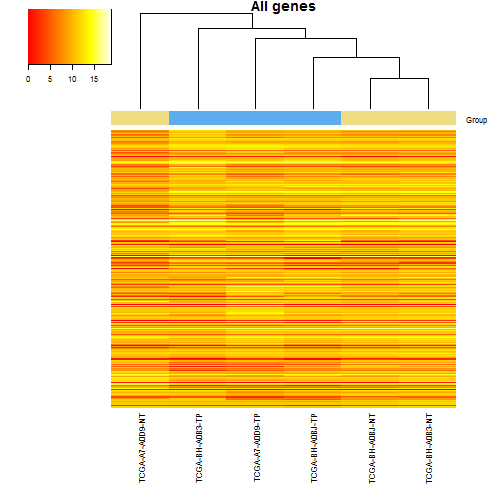 All genes
0 5 10 15
Group
TCGA-A7-A0D9-NT
TCGA-BH-A0B3-TP
TCGA-A7-A0D9-TP
TCGA-BH-A0BJ-TP
TCGA-BH-A0BJ-NT
TCGA-BH-A0B3-NT